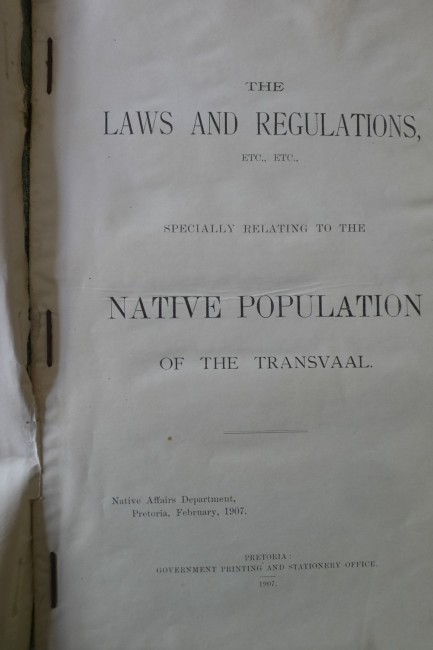 THE
LAWS AND REGULATIONS,
ETC., ETC.,
SPECIALLY RELATING TO THE
NATIVE POPULATION
OF THE TRANSVAAL.
Native Affairs Department,
Pretoria, February, 1907.
PRETORIA:
GOVERNMENT PRINTING AND STATIONERY OFFICE.
1907.